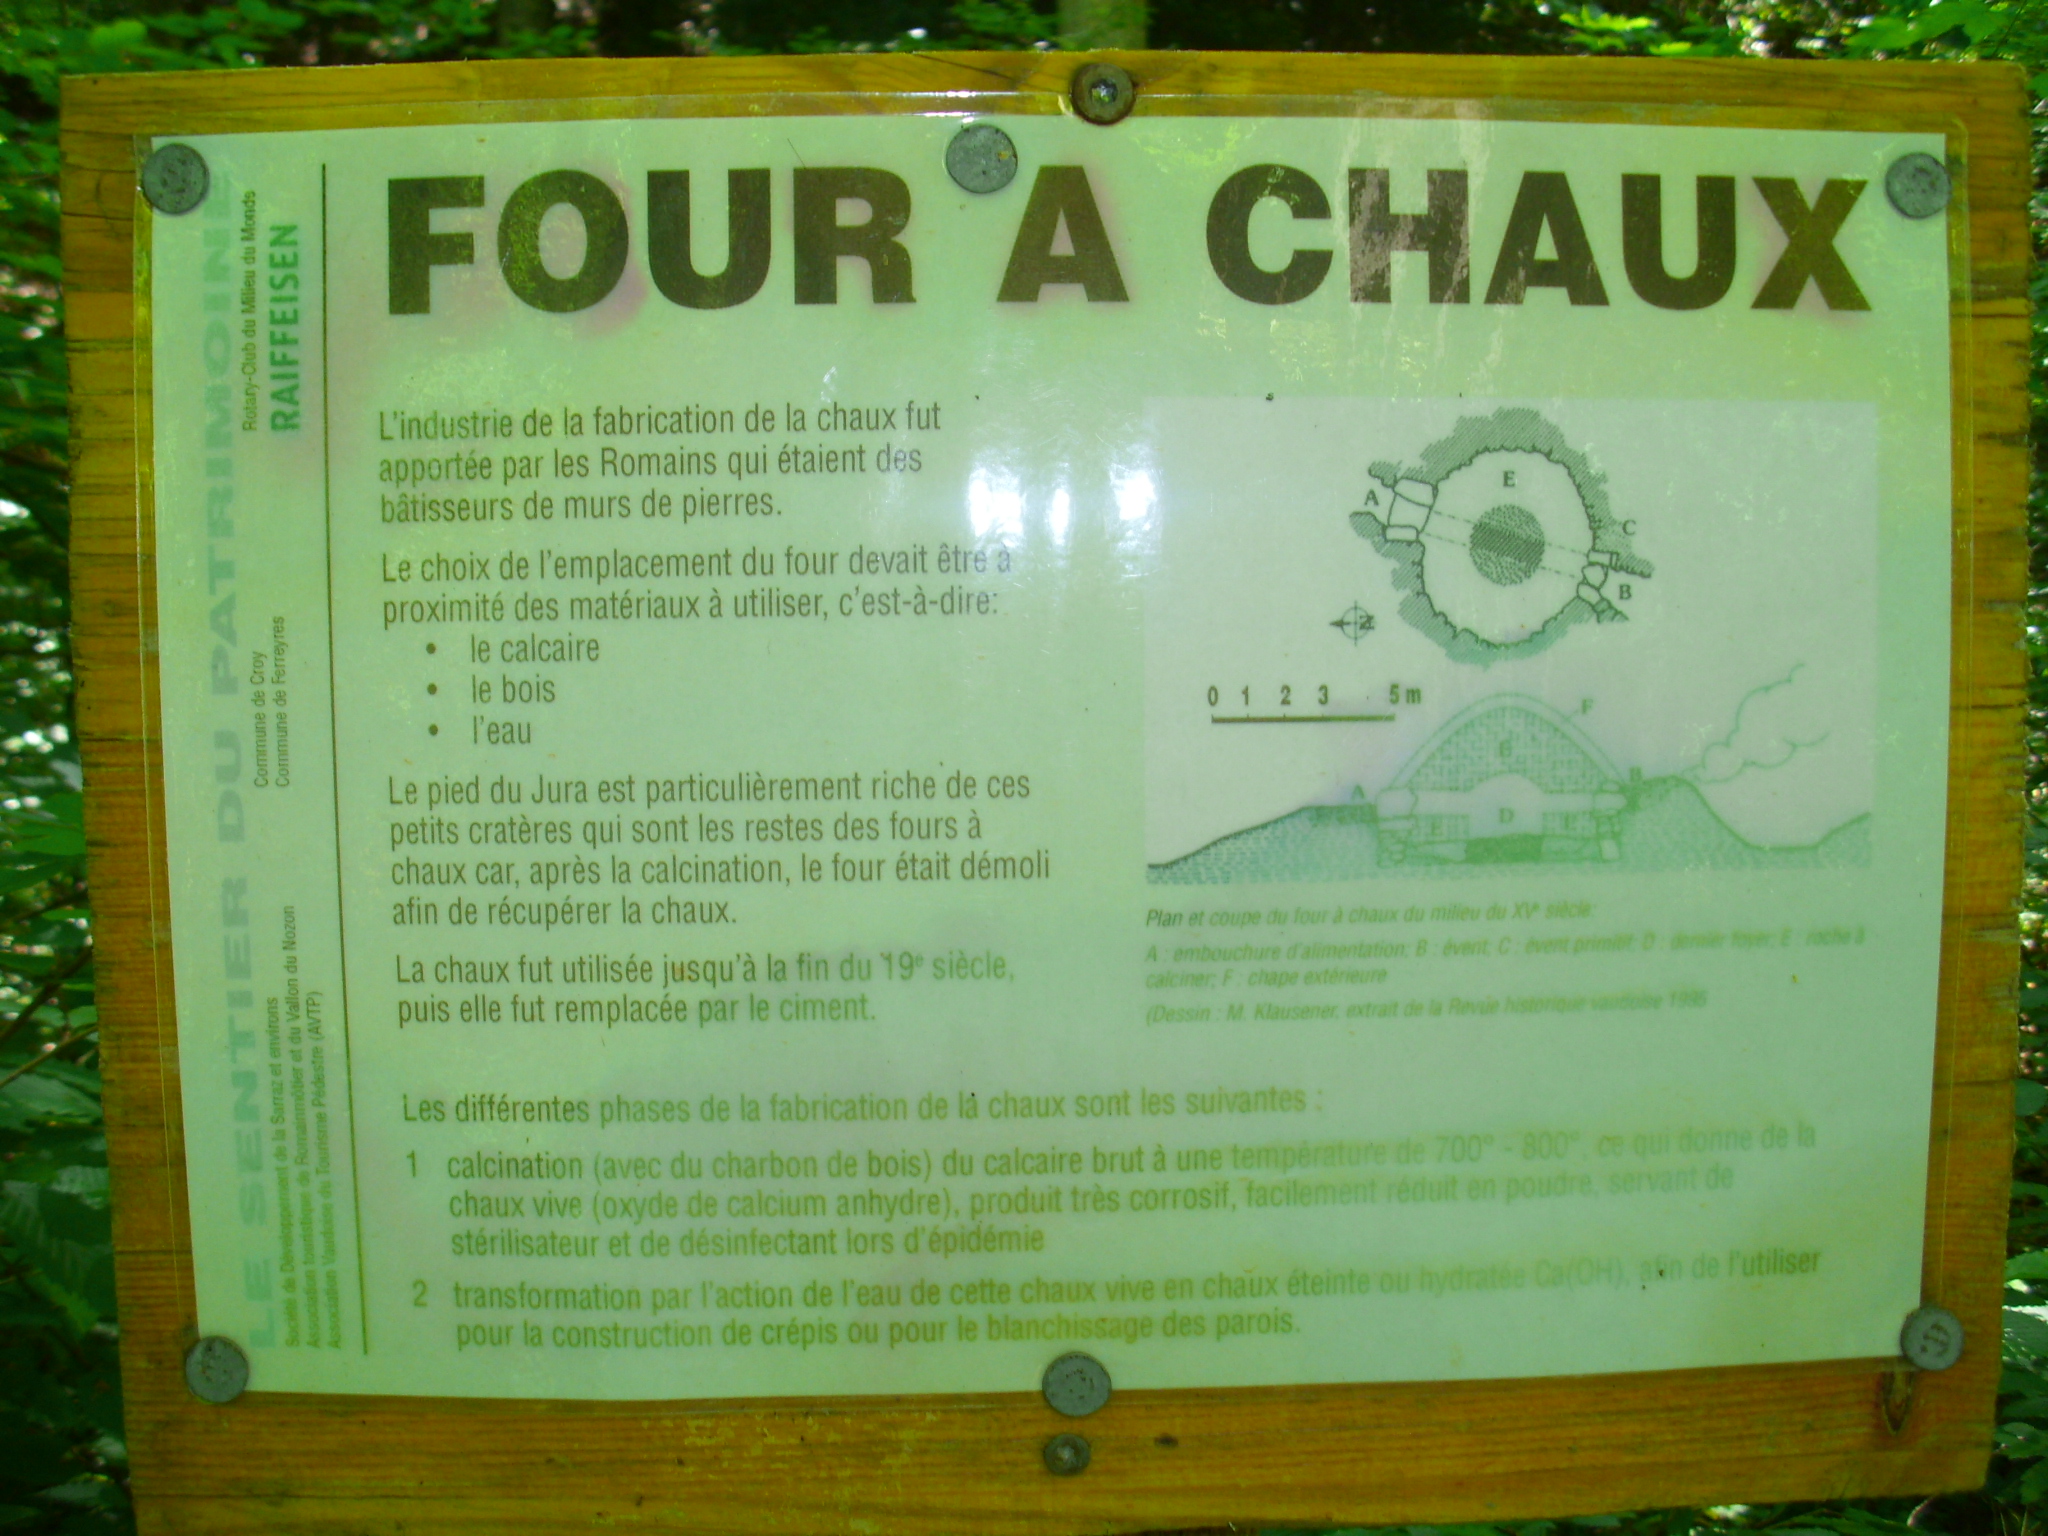 FOUR A CHAUX
L'industrie de la fabrication de la chaux fut
apportée par les Romains qui étaient des
bâtisseurs de murs de pierres.
Le choix de l'emplacement du four devait être à
proximité des matériaux à utiliser, c'est-à-dire:
• le calcaire
• le bois
• l'eau
Le pied du Jura est particulièrement riche de ces
petits cratères qui sont les restes des fours à
chaux car, après la calcination, le four était démoli
afin de récupérer la chaux.
La chaux fut utilisée jusqu'à la fin du 19e siècle,
puis elle fut remplacée par le ciment.
E
A
C
B
N
0 1 2 3 5 m
F
E
A
B
E D E
Plan et coupe du four à chaux du milieu du XVe siècle:
A : embouchure d'alimentation; B : évent; C : évent primitif; D : dernier foyer; E : roche à
calciner; F : chape extérieure
(Dessin : M. Klausener, extrait de la Revue historique vaudoise 1995
Les différentes phases de la fabrication de la chaux sont les suivantes :
1 calcination (avec du charbon de bois) du calcaire brut à une température de 700° - 800°, ce qui donne de la
chaux vive (oxyde de calcium anhydre), produit très corrosif, facilement réduit en poudre, servant de
stérilisateur et de désinfectant lors d'épidémie
2 transformation par l'action de l'eau de cette chaux vive en chaux éteinte ou hydratée Ca(OH), afin de l'utiliser
pour la construction de crépis ou pour le blanchissage des parois.
LE SENTIER DU PATRIMOINE
Rotary-Club du Milieu du Monds
RAIFFEISEN
Commune de Croy
Commune de Ferreyres
Société de Développement de la Sarraz et environs
Association touristique de Romainmôtier et du Vallon du Nozon
Association Vaudoise du Tourisme Pédestre (AVTP)